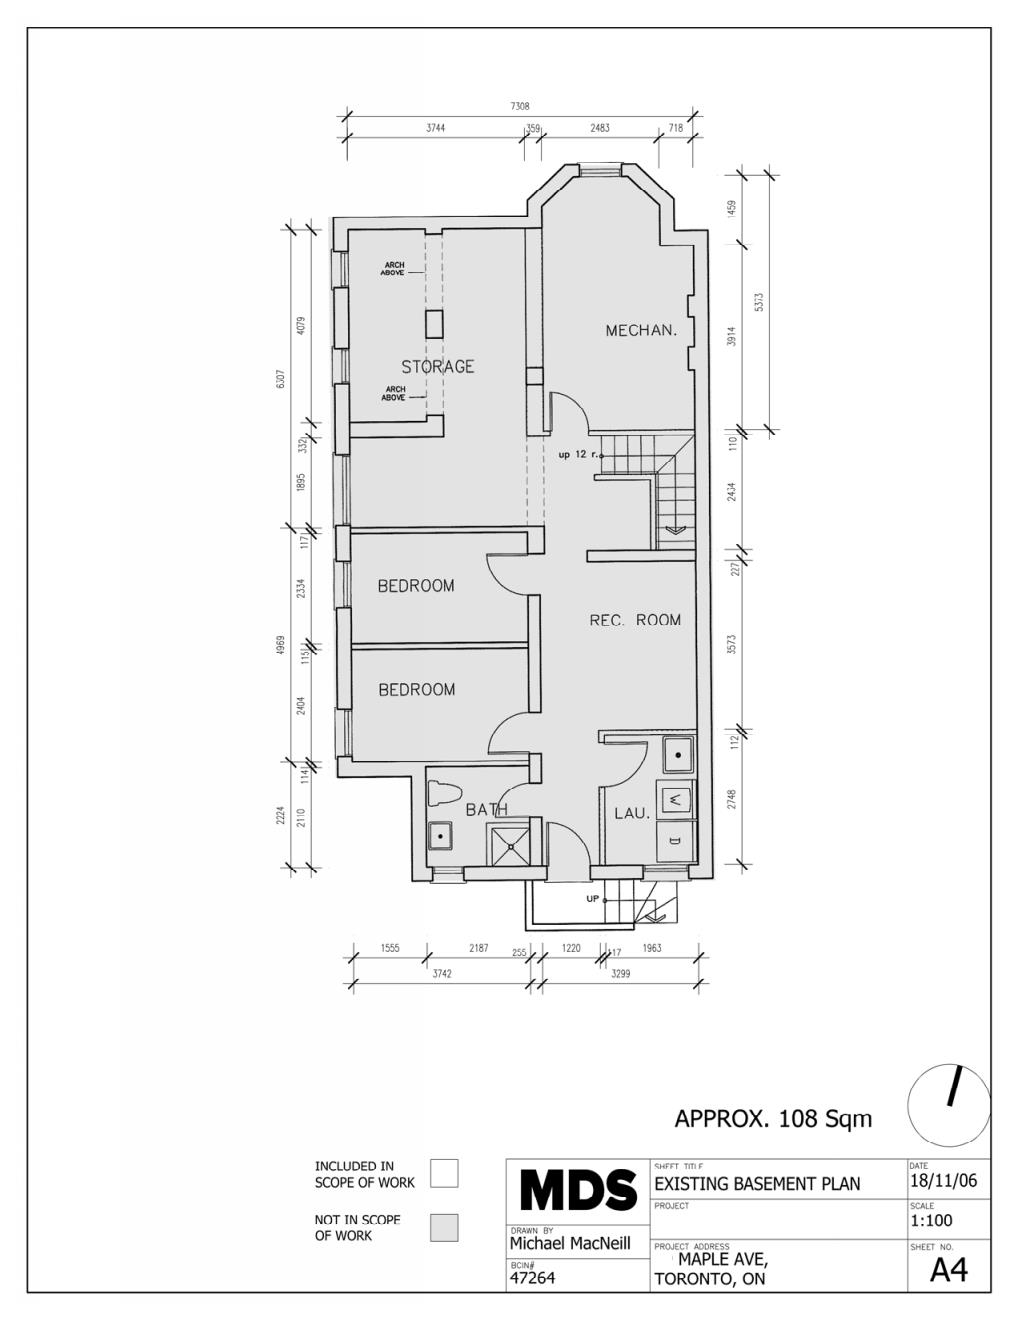 7308
3744
359
2483
718
1459
5373
ARCH
ABOVE
4079
MECHAN.
3914
STORAGE
6307
ARCH
ABOVE
332
110
up 12 r.
1895
2434
117
227
BEDROOM
2334
REC. ROOM
3573
4969
115
BEDROOM
2404
112
114
BATH
LAU.
W
D
2748
2224
2110
UP
1555
2187
255
1220
117
1963
3742
3299
APPROX. 108 Sqm
INCLUDED IN
SCOPE OF WORK
NOT IN SCOPE
OF WORK
MDS
DRAWN BY
Michael MacNeill
BCIN#
47264
SHEET TITLE
EXISTING BASEMENT PLAN
PROJECT
PROJECT ADDRESS
MAPLE AVE,
TORONTO, ON
DATE
18/11/06
SCALE
1:100
SHEET NO.
A4